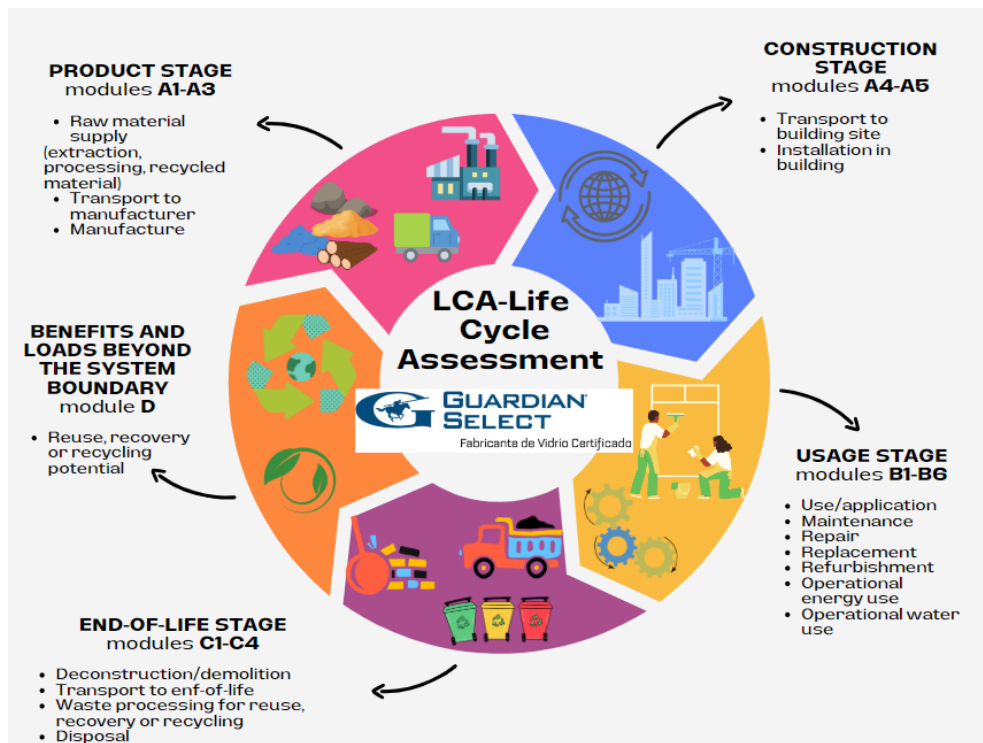 PRODUCT STAGE
modules A1-A3
• Raw material
supply
(extraction,
processing, recycled
material)
• Transport to
manufacturer
• Manufacture
CONSTRUCTION
STAGE
modules A4-A5
• Transport to
building site
• Installation in
building
LCA-Life
Cycle
Assessment
G GUARDIAN
SELECT
Fabricante de Vidrio Certificado
BENEFITS AND
LOADS BEYOND
THE SYSTEM
BOUNDARY
module D
• Reuse, recovery
or recycling
potential
USAGE STAGE
modules B1-B6
• Use/application
• Maintenance
• Repair
• Replacement
• Refurbishment
• Operational
energy use
• Operational water
use
END-OF-LIFE STAGE
modules C1-C4
• Deconstruction/demolition
• Transport to enf-of-life
• Waste processing for reuse,
recovery or recycling
• Disposal